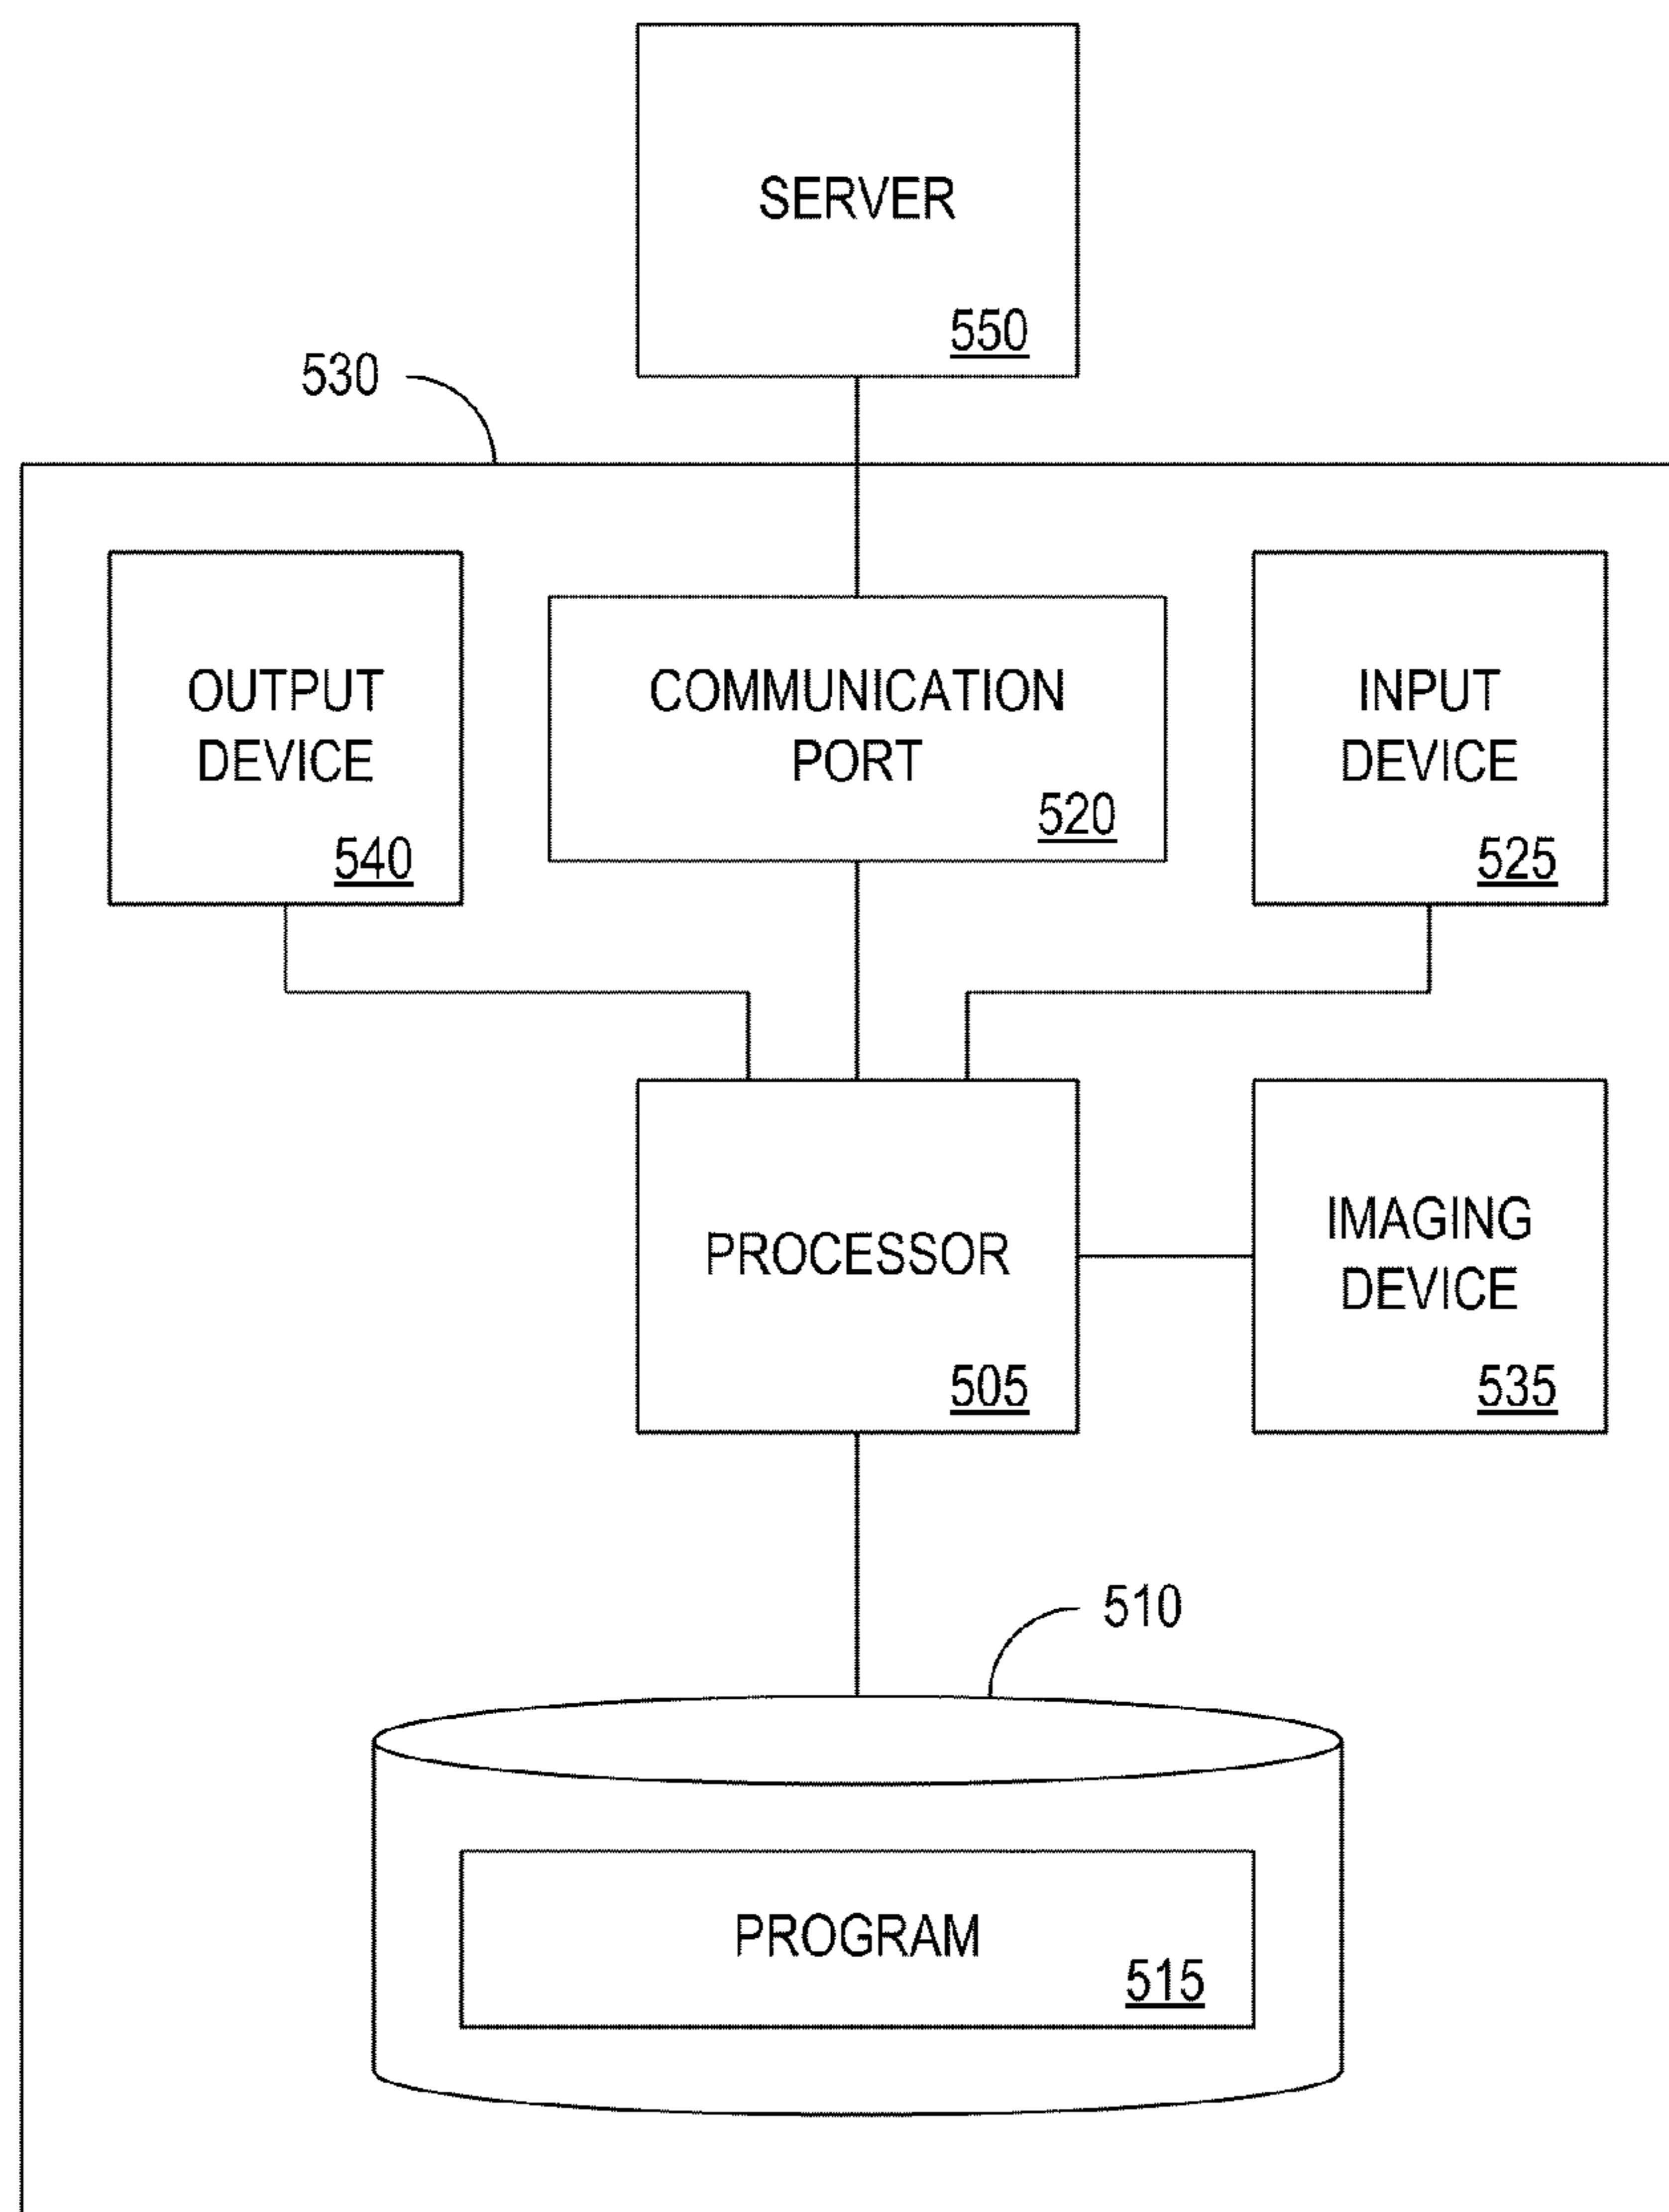 SERVER
550
530
OUTPUT
DEVICE
540
COMMUNICATION
PORT
520
INPUT
DEVICE
525
PROCESSOR
505
IMAGING
DEVICE
535
510
PROGRAM
515